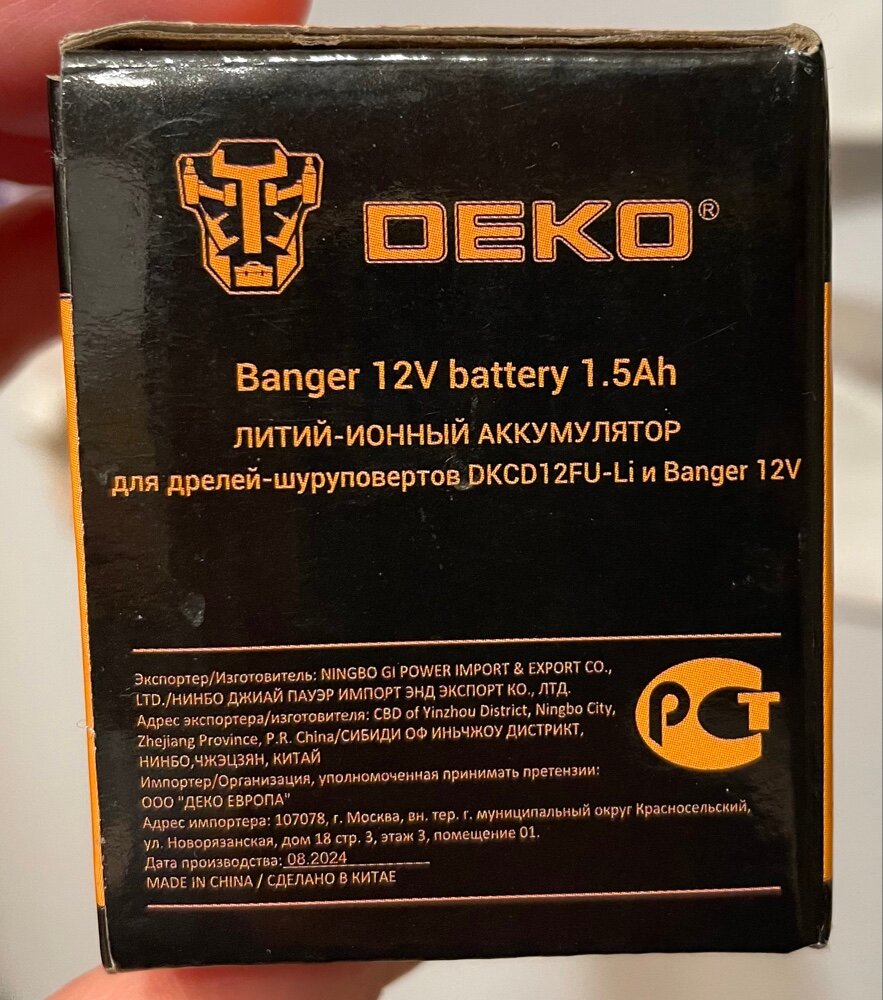 DEKO®
Banger 12V battery 1.5Ah
ЛИТИЙ-ИОННЫЙ АККУМУЛЯТОР
для дрелей-шуруповертов DKCD12FU-Li и Banger 12V
Экспортер/Изготовитель: NINGBO GI POWER IMPORT & EXPORT CO.,
LTD./НИНБО ДЖИАЙ ПАУЭР ИМПОРТ ЭНД ЭКСПОРТ КО., ЛТД.
Адрес экспортера/изготовителя: CBD of Yinzhou District, Ningbo City,
Zhejiang Province, P.R. China/СИБИДИ ОФ ИНЬЧЖОУ ДИСТРИКТ,
НИНБО,ЧЖЭЦЗЯН, КИТАЙ
Импортер/Организация, уполномоченная принимать претензии:
ООО "ДЕКО ЕВРОПА"
Адрес импортера: 107078, г. Москва, вн. тер. г. муниципальный округ Красносельский,
ул. Новорязанская, дом 18 стр. 3, этаж 3, помещение 01.
Дата производства: 08.2024
MADE IN CHINA / СДЕЛАНО В КИТАЕ
РСТ